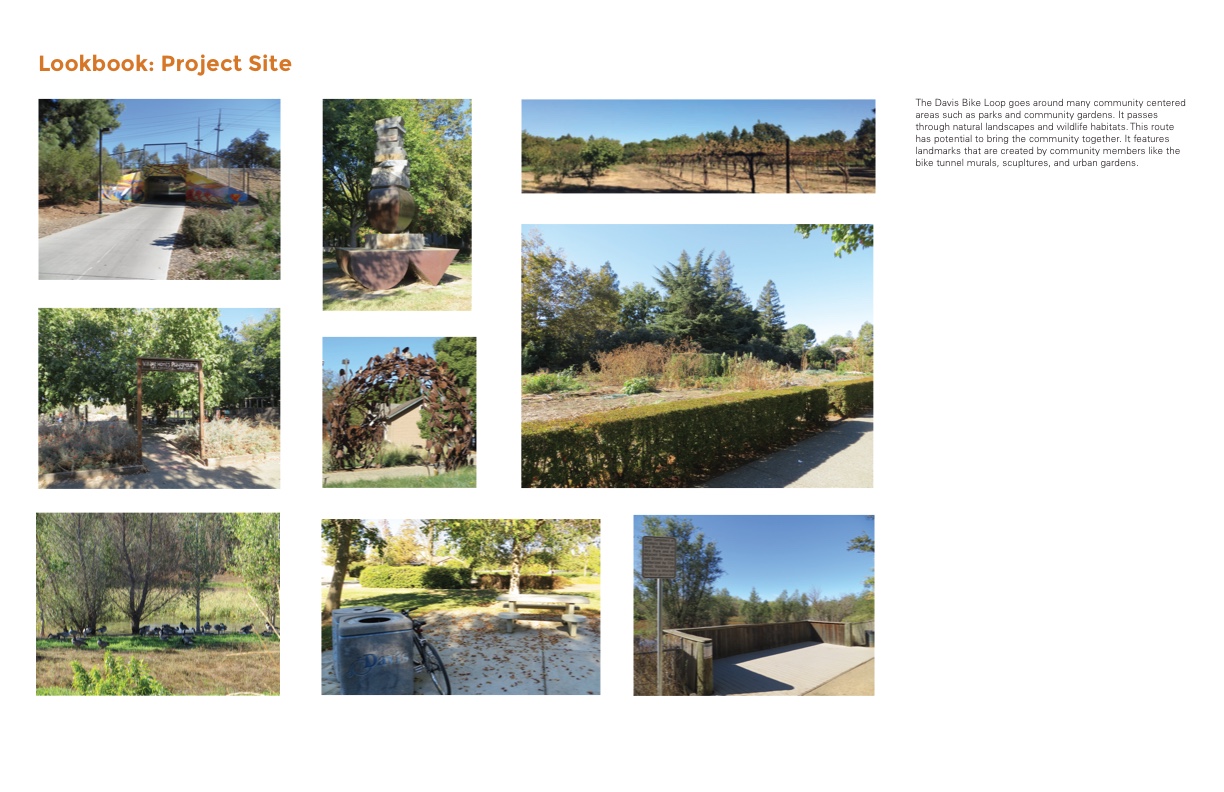 Lookbook: Project Site
The Davis Bike Loop goes around many community centered
areas such as parks and community gardens. It passes
through natural landscapes and wildlife habitats. This route
has potential to bring the community together. It features
landmarks that are created by community members like the
bike tunnel murals, scupltures, and urban gardens.
Davis